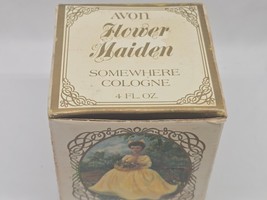 AVON
Flower
Maiden
SOMEWHERE
COLOGNE
4 FL. OZ.